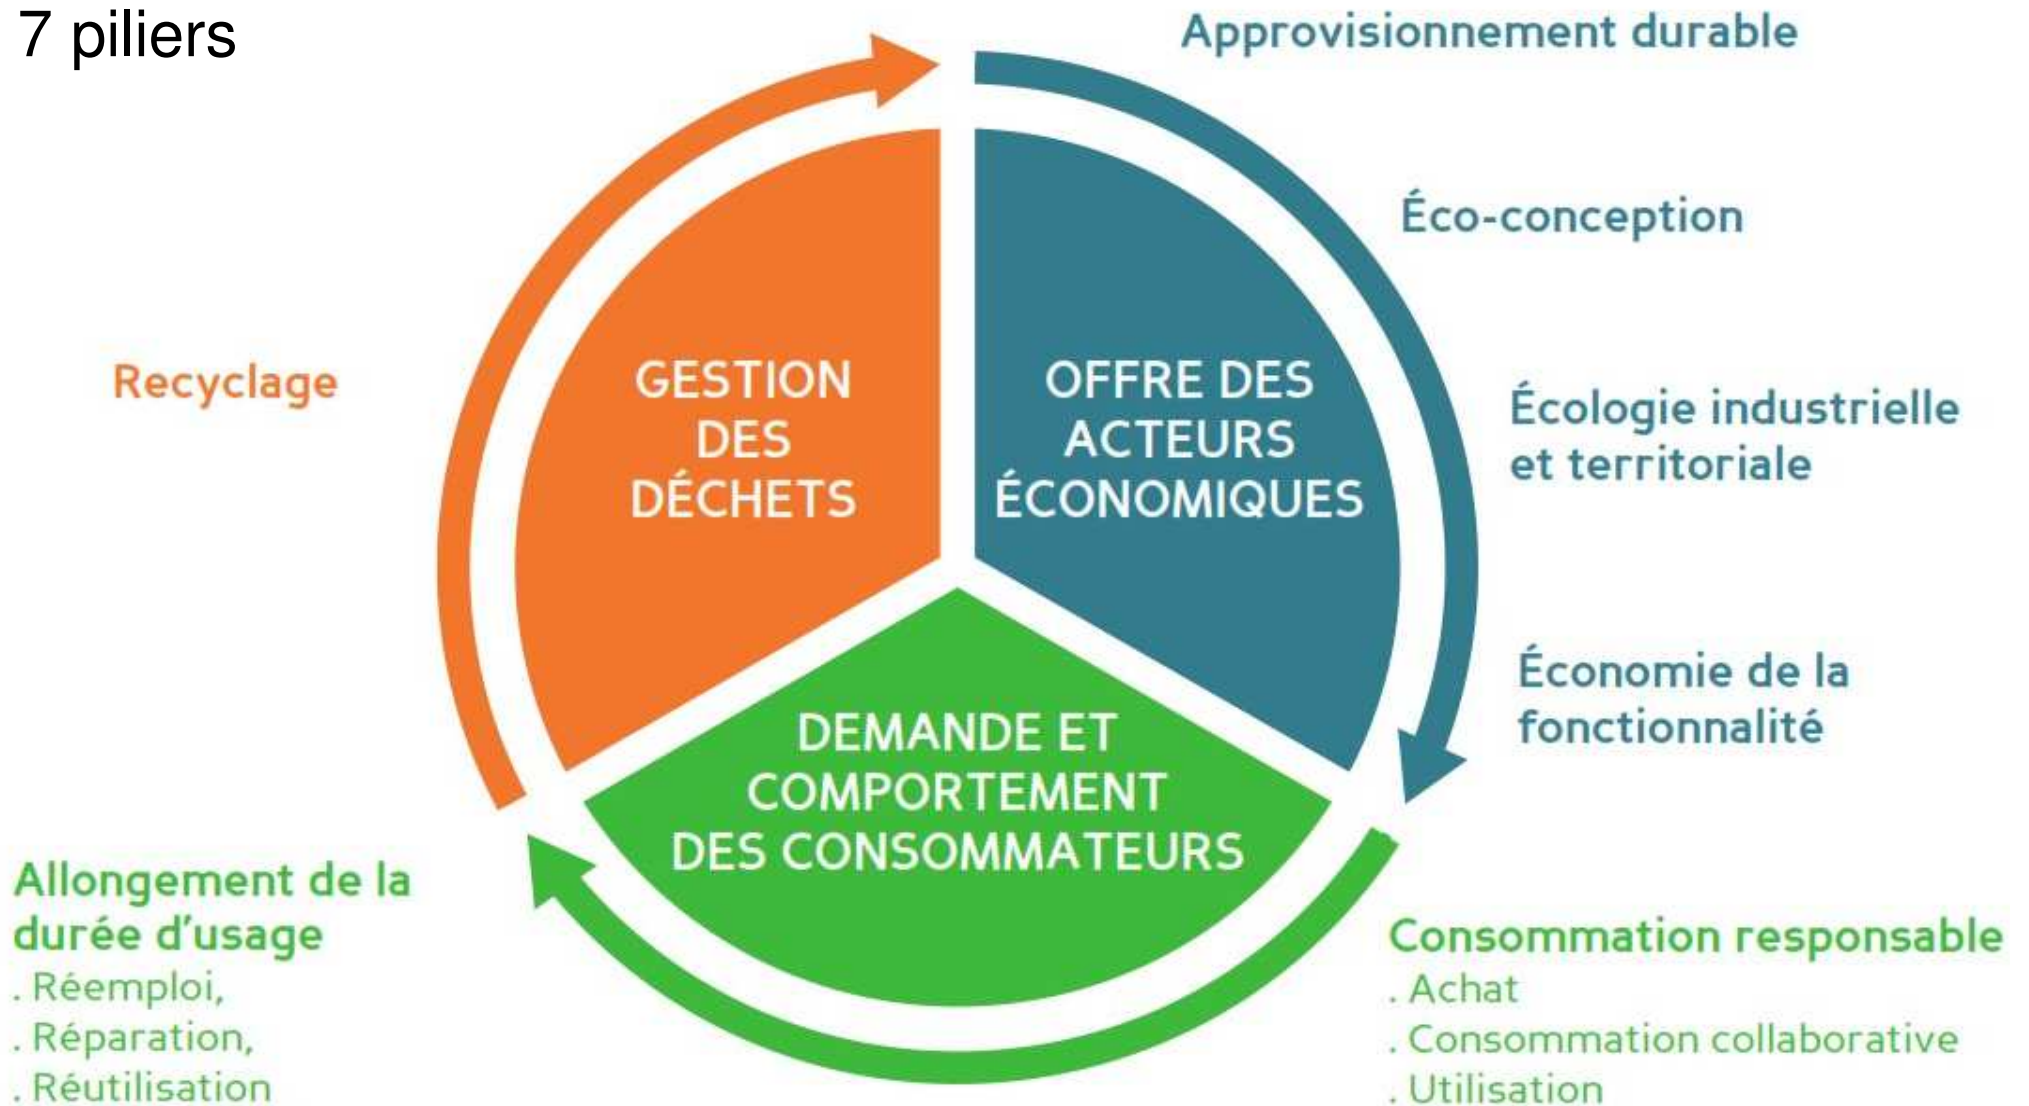 7 piliers
Approvisionnement durable
Éco-conception
Écologie industrielle
et territoriale
Économie de la
fonctionnalité
OFFRE DES
ACTEURS
ÉCONOMIQUES
GESTION
DES
DÉCHETS
Recyclage
DEMANDE ET
COMPORTEMENT
DES CONSOMMATEURS
Consommation responsable
. Achat
. Consommation collaborative
. Utilisation
Allongement de la
durée d'usage
. Réemploi,
. Réparation,
. Réutilisation